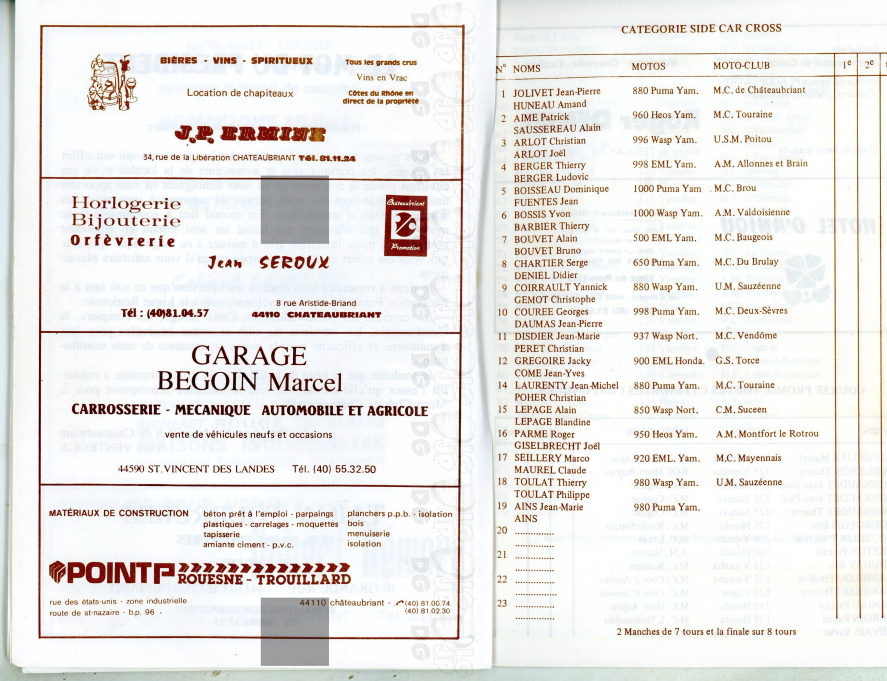 BIÈRES - VINS - SPIRITUEUX
Location de chapiteaux
Tous les grands crus
Vins en Vrac
Côtes du Rhône en
direct de la propriété
J.P. ERMINE
34, rue de la Libération CHATEAUBRIANT Tél. 81.11.24
Horlogerie
Bijouterie
Orfèvrerie
Châteaubriant
Promotion
Jean SEROUX
8 rue Aristide-Briand
Tél : (40)81.04.57 44110 CHATEAUBRIANT
GARAGE
BEGOIN Marcel
CARROSSERIE - MECANIQUE AUTOMOBILE ET AGRICOLE
vente de véhicules neufs et occasions
44590 ST. VINCENT DES LANDES Tél. (40) 55.32.50
MATÉRIAUX DE CONSTRUCTION
béton prêt à l'emploi - parpaings
plastiques - carrelages - moquettes
tapisserie
amiante ciment - p.v.c.
planchers p.p.b. - isolation
bois
menuiserie
isolation
POINT P ROUESNE - TROUILLARD
rue des états-unis - zone industrielle
route de st-nazaire - b.p. 96
44110 châteaubriant - (40) 81.00.74
(40) 81.02.30
CATEGORIE SIDE CAR CROSS
N° NOMS MOTOS MOTO-CLUB 1e 2e
1 JOLIVET Jean-Pierre 880 Puma Yam. M.C. de Châteaubriant
HUNEAU Amand
2 AIME Patrick 960 Heos Yam. M.C. Touraine
SAUSSEREAU Alain
3 ARLOT Christian 996 Wasp Yam. U.S.M. Poitou
ARLOT Joël
4 BERGER Thierry 998 EML Yam. A.M. Allonnes et Brain
BERGER Ludovic
5 BOISSEAU Dominique 1000 Puma Yam . M.C. Brou
FUENTES Jean
6 BOSSIS Yvon 1000 Wasp Yam. A.M. Valdoisienne
BARBIER Thierry
7 BOUVET Alain 500 EML Yam. M.C. Baugeois
BOUVET Bruno
8 CHARTIER Serge 650 Puma Yam. M.C. Du Brulay
DENIEL Didier
9 COIRRAULT Yannick 880 Wasp Yam. U.M. Sauzéenne
GEMOT Christophe
10 COUREE Georges 998 Puma Yam. M.C. Deux-Sèvres
DAUMAS Jean-Pierre
11 DISDIER Jean-Marie 937 Wasp Nort. M.C. Vendôme
PERET Christian
12 GREGOIRE Jacky 900 EML Honda. G.S. Torce
COME Jean-Yves
14 LAURENTY Jean-Michel 880 Puma Yam. M.C. Touraine
POHER Christian
15 LEPAGE Alain 850 Wasp Nort. C.M. Suceen
LEPAGE Blandine
16 PARME Roger 950 Heos Yam. A.M. Montfort le Rotrou
GISELBRECHT Joël
17 SEILLERY Marco 920 EML. Yam. M.C. Mayennais
MAUREL Claude
18 TOULAT Thierry 980 Wasp Yam. U.M. Sauzéenne
TOULAT Philippe
19 AINS Jean-Marie 980 Puma Yam.
AINS
20 ..............
..............
21 ..............
..............
22 ..............
..............
23 ..............
..............
2 Manches de 7 tours et la finale sur 8 tours